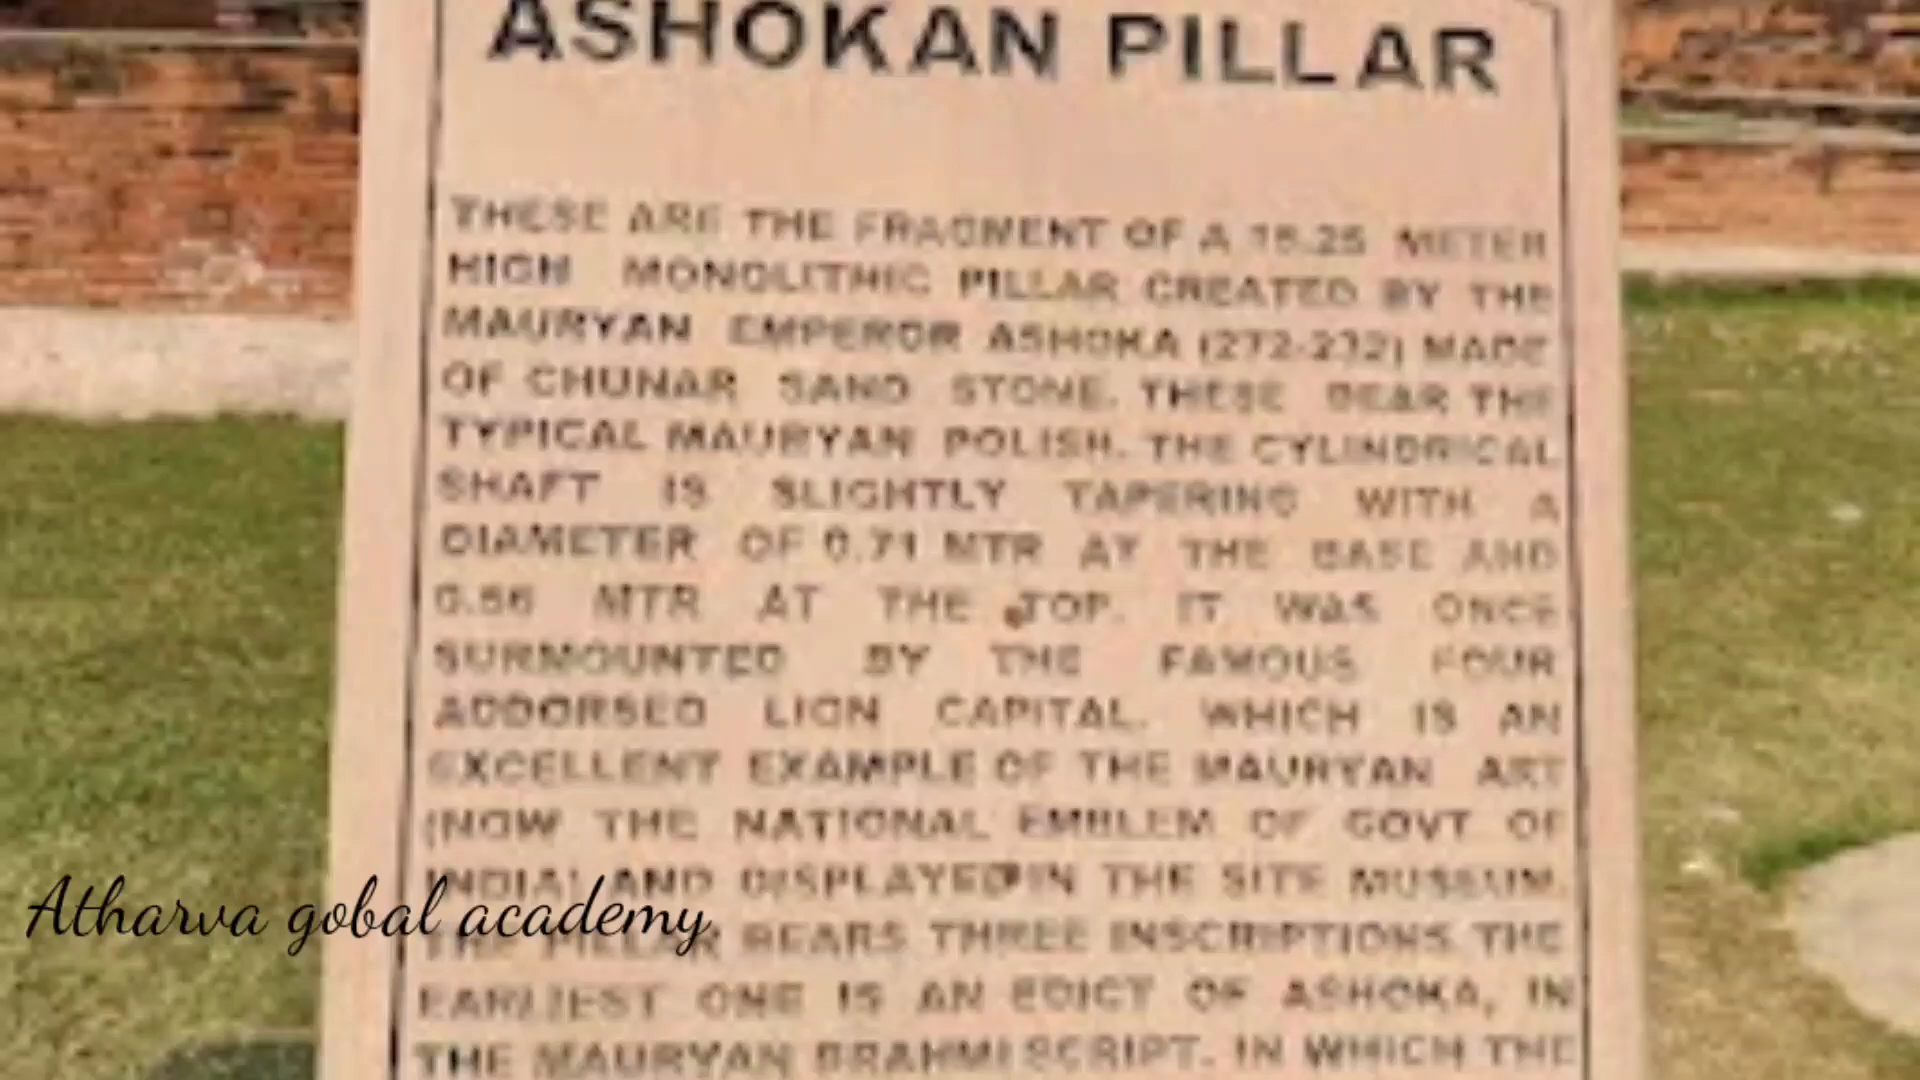 ASHOKAN PILLAR
THESE ARE THE FRAGMENT OF A 15.25 METER
HIGH MONOLITHIC PILLAR CREATED BY THE
MAURYAN EMPEROR ASHOKA (272-232) MADE
OF CHUNAR SAND STONE. THESE BEAR THE
TYPICAL MAURYAN POLISH. THE CYLINDRICAL
SHAFT IS SLIGHTLY TAPERING WITH A
DIAMETER OF 0.71 MTR AT THE BASE AND
0.56 MTR AT THE TOP. IT WAS ONCE
SURMOUNTED BY THE FAMOUS FOUR
ADDORSED LION CAPITAL. WHICH IS AN
EXCELLENT EXAMPLE OF THE MAURYAN ART
(NOW THE NATIONAL EMBLEM OF GOVT OF
INDIA) AND DISPLAYED IN THE SITE MUSEUM.
THE PILLAR BEARS THREE INSCRIPTIONS. THE
EARLIEST ONE IS AN EDICT OF ASHOKA, IN
THE MAURYAN BRAHMI SCRIPT. IN WHICH THE
Atharva gobal academy